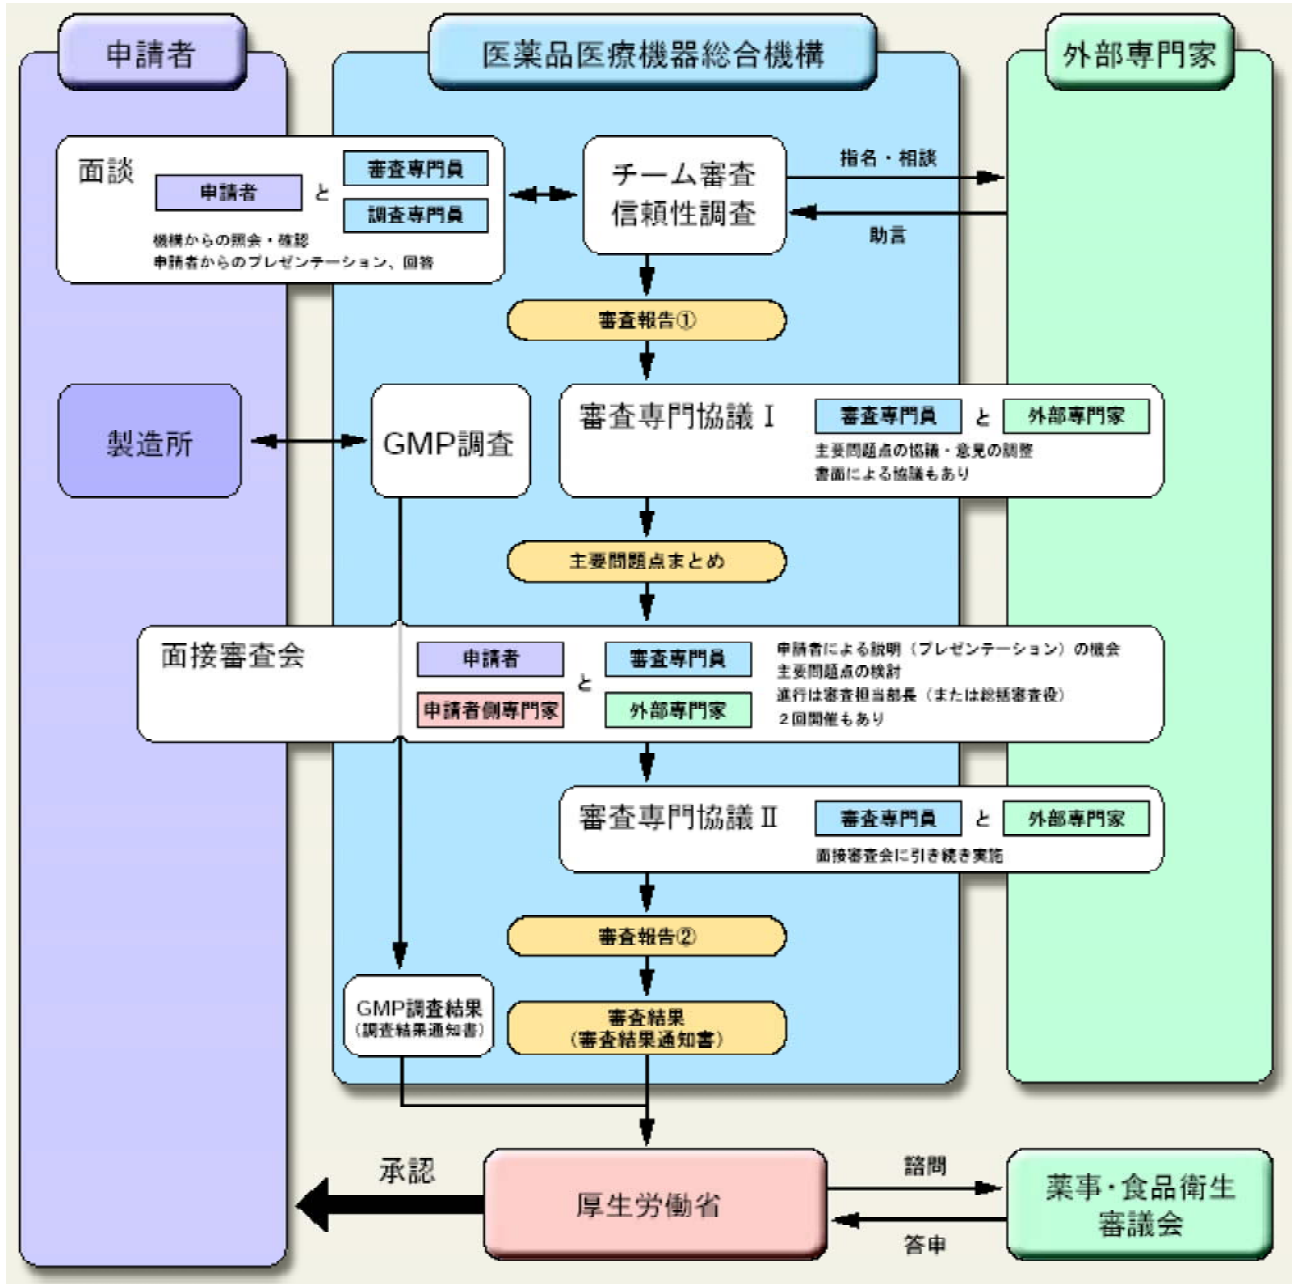 申請者
医薬品医療機器総合機構
外部専門家
面談
申請者
と
審査専門員
調査専門員
機構からの照会・確認
申請者からのプレゼンテーション、回答
チーム審査
信頼性調査
指名・相談
助言
審査報告①
製造所
GMP調査
審査専門協議Ⅰ
審査専門員
と
外部専門家
主要問題点の協議・意見の調整
書面による協議もあり
主要問題点まとめ
面接審査会
申請者
申請者側専門家
と
審査専門員
外部専門家
申請者による説明（プレゼンテーション）の機会
主要問題点の検討
進行は審査担当部長（または総括審査役）
２回開催もあり
審査専門協議Ⅱ
審査専門員
と
外部専門家
面接審査会に引き続き実施
審査報告②
GMP調査結果
（調査結果通知書）
審査結果
（審査結果通知書）
承認
厚生労働省
諮問
答申
薬事・食品衛生
審議会